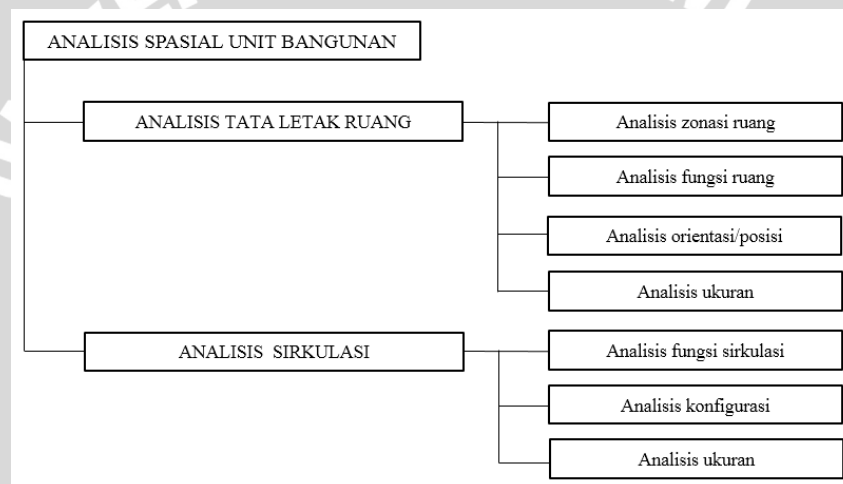 ANALISIS SPASIAL UNIT BANGUNAN
ANALISIS TATA LETAK RUANG
Analisis zonasi ruang
Analisis fungsi ruang
Analisis orientasi/posisi
Analisis ukuran
ANALISIS SIRKULASI
Analisis fungsi sirkulasi
Analisis konfigurasi
Analisis ukuran